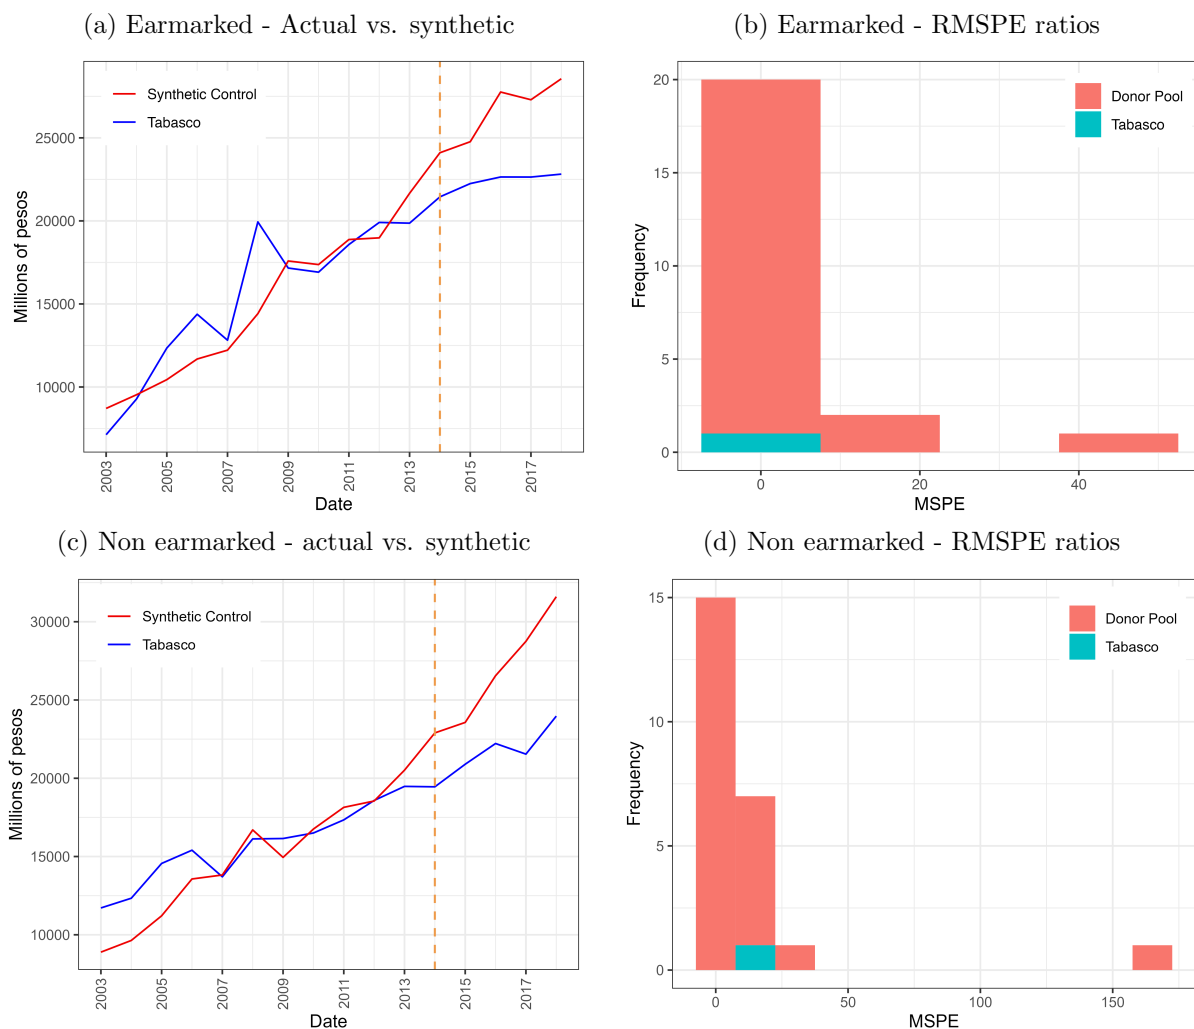 (a) Earmarked - Actual vs. synthetic
Synthetic Control
Tabasco
25000
20000
15000
10000
Millions of pesos
2003
2005
2007
2009
2011
2013
2015
2017
Date
(b) Earmarked - RMSPE ratios
Donor Pool
Tabasco
20
15
10
5
0
Frequency
0
20
40
MSPE
(c) Non earmarked - actual vs. synthetic
Synthetic Control
Tabasco
30000
25000
20000
15000
10000
Millions of pesos
2003
2005
2007
2009
2011
2013
2015
2017
Date
(d) Non earmarked - RMSPE ratios
Donor Pool
Tabasco
15
10
5
0
Frequency
0
50
100
150
MSPE